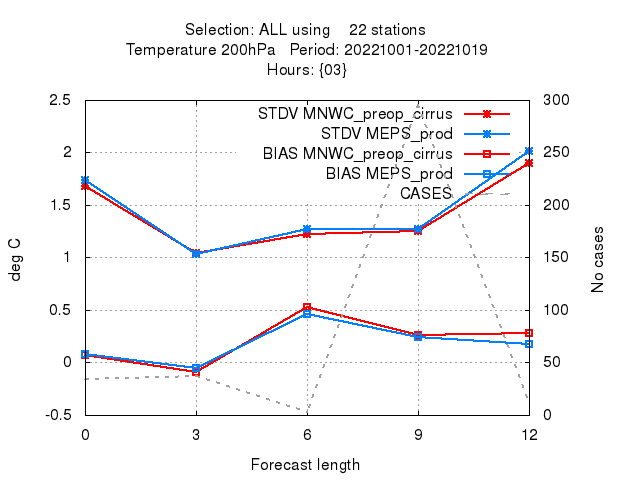 Selection: ALL using    22 stations
Temperature 200hPa   Period: 20221001-20221019
Hours: {03}
STDV MNWC_preop_cirrus
STDV MEPS_prod
BIAS MNWC_preop_cirrus
BIAS MEPS_prod
CASES
2.5
2
1.5
1
0.5
0
-0.5
deg C
300
250
200
150
100
50
0
No cases
0 3 6 9 12
Forecast length